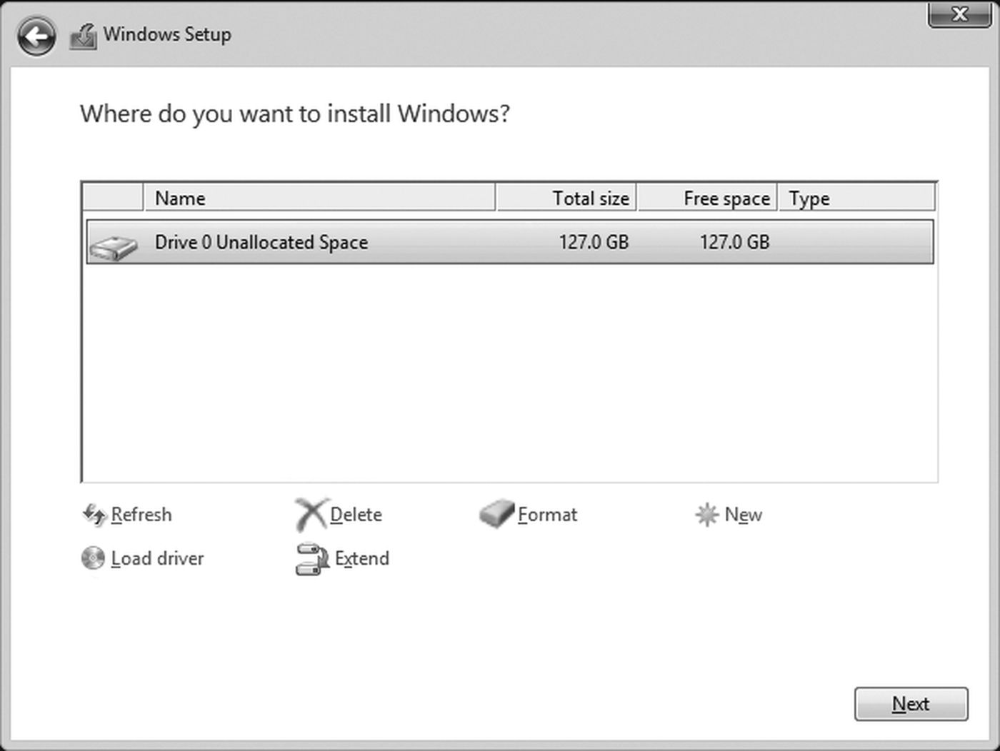 Windows Setup
Where do you want to install Windows?
Name Total size Free space Type
Drive 0 Unallocated Space 127.0 GB 127.0 GB
Refresh Delete Format New
Load driver Extend
Next